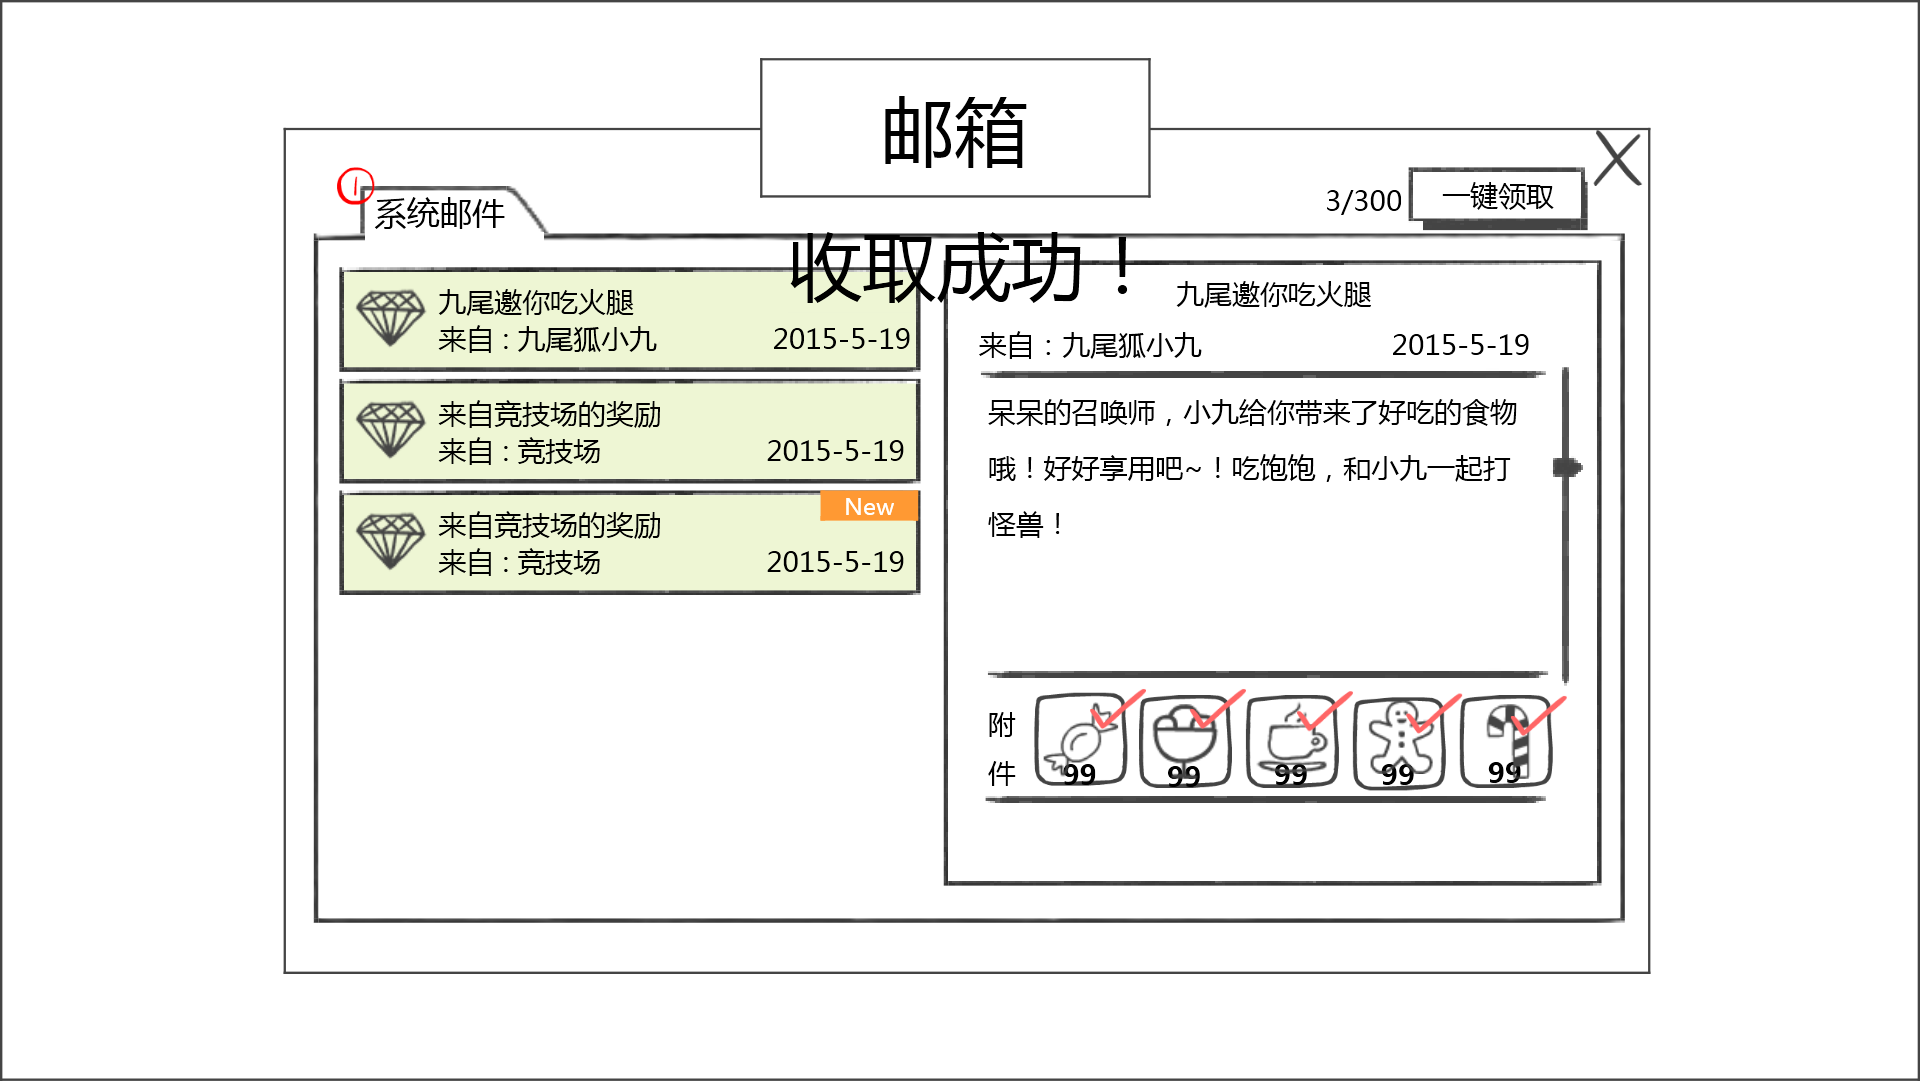 邮箱
1
系统邮件
3/300
一键领取
收取成功！
九尾邀你吃火腿
来自：九尾狐小九
2015-5-19
来自竞技场的奖励
来自：竞技场
2015-5-19
New
来自竞技场的奖励
来自：竞技场
2015-5-19
九尾邀你吃火腿
来自：九尾狐小九
2015-5-19
呆呆的召唤师，小九给你带来了好吃的食物
哦！好好享用吧~！吃饱饱，和小九一起打
怪兽！
附
件
99
99
99
99
99